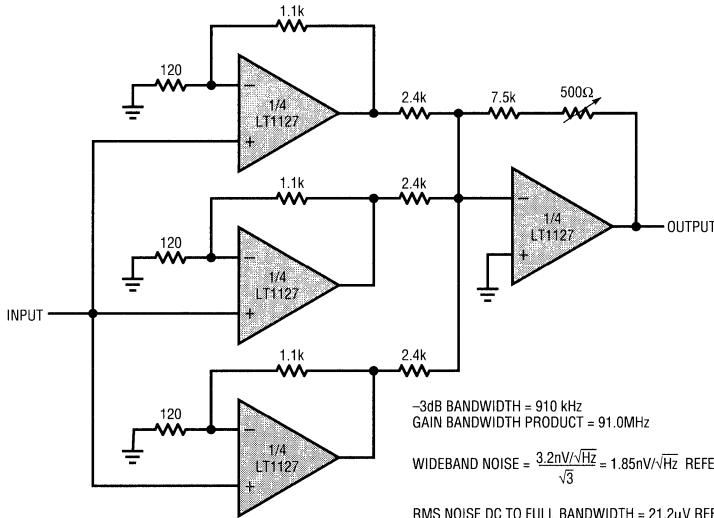 1.1k
120
−
1/4
LT1127
+
2.4k
7.5k
500Ω
1.1k
2.4k
120
−
1/4
LT1127
+
−
1/4
LT1127
+
OUTPUT
INPUT
1.1k
2.4k
120
−
1/4
LT1127
+
–3dB BANDWIDTH = 910 kHz
GAIN BANDWIDTH PRODUCT = 91.0MHz
WIDEBAND NOISE = 3.2nV/√Hz / √3 = 1.85nV/√Hz REFE
RMS NOISE DC TO FULL BANDWIDTH = 21.2µV REF